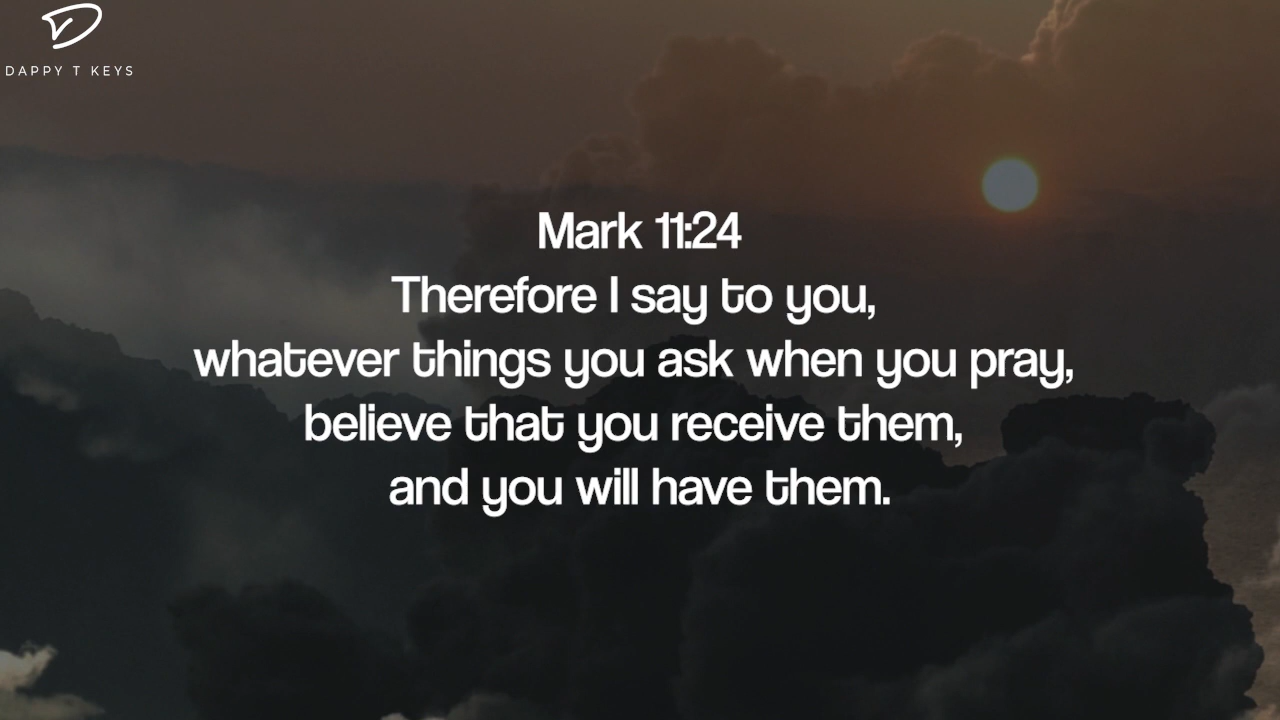 DAPPY T KEYS
Mark 11:24
Therefore I say to you,
whatever things you ask when you pray,
believe that you receive them,
and you will have them.